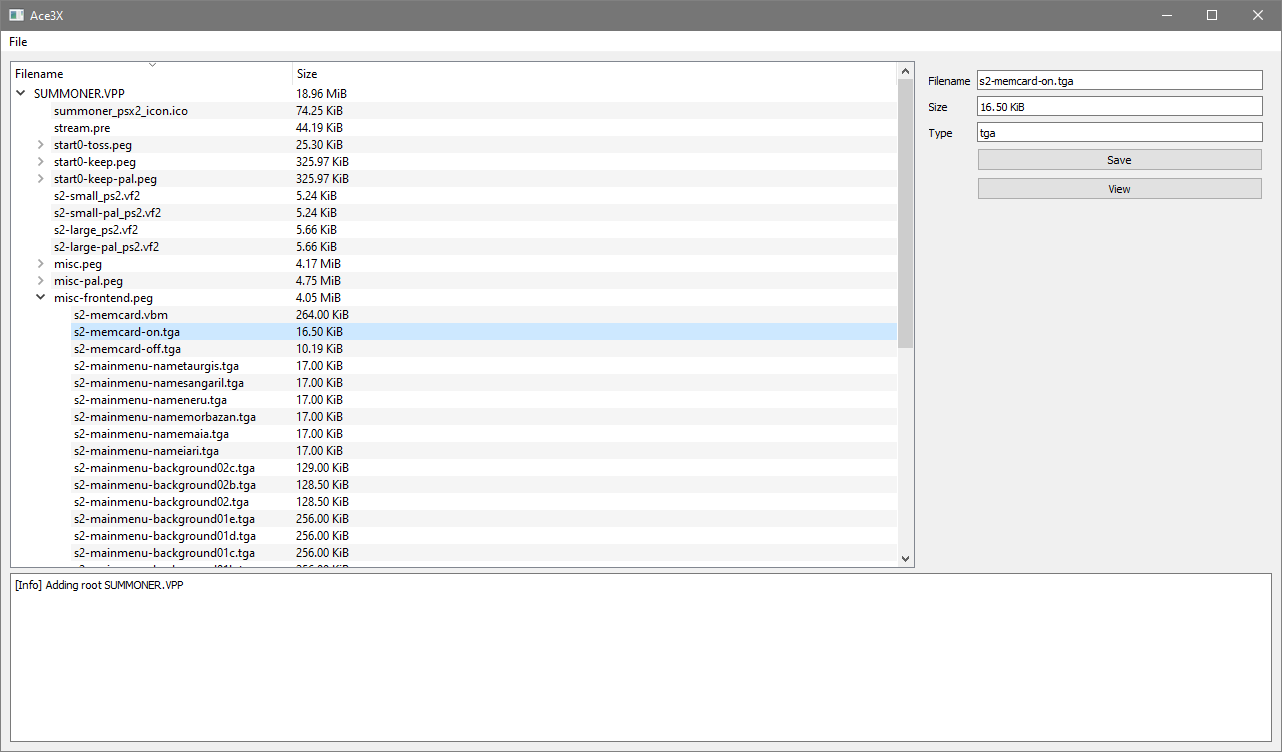 Ace3X
File
Filename Size
SUMMONER.VPP 18.96 MiB
summoner_psx2_icon.ico 74.25 KiB
stream.pre 44.19 KiB
start0-toss.peg 25.30 KiB
start0-keep.peg 325.97 KiB
start0-keep-pal.peg 325.97 KiB
s2-small_ps2.vf2 5.24 KiB
s2-small-pal_ps2.vf2 5.24 KiB
s2-large_ps2.vf2 5.66 KiB
s2-large-pal_ps2.vf2 5.66 KiB
misc.peg 4.17 MiB
misc-pal.peg 4.75 MiB
misc-frontend.peg 4.05 MiB
s2-memcard.vbm 264.00 KiB
s2-memcard-on.tga 16.50 KiB
s2-memcard-off.tga 10.19 KiB
s2-mainmenu-nametaurgis.tga 17.00 KiB
s2-mainmenu-namesangaril.tga 17.00 KiB
s2-mainmenu-nameneru.tga 17.00 KiB
s2-mainmenu-namemorbazan.tga 17.00 KiB
s2-mainmenu-namemaia.tga 17.00 KiB
s2-mainmenu-nameiari.tga 17.00 KiB
s2-mainmenu-background02c.tga 129.00 KiB
s2-mainmenu-background02b.tga 128.50 KiB
s2-mainmenu-background02.tga 128.50 KiB
s2-mainmenu-background01e.tga 256.00 KiB
s2-mainmenu-background01d.tga 256.00 KiB
s2-mainmenu-background01c.tga 256.00 KiB
Filename s2-memcard-on.tga
Size 16.50 KiB
Type tga
Save
View
[Info] Adding root SUMMONER.VPP